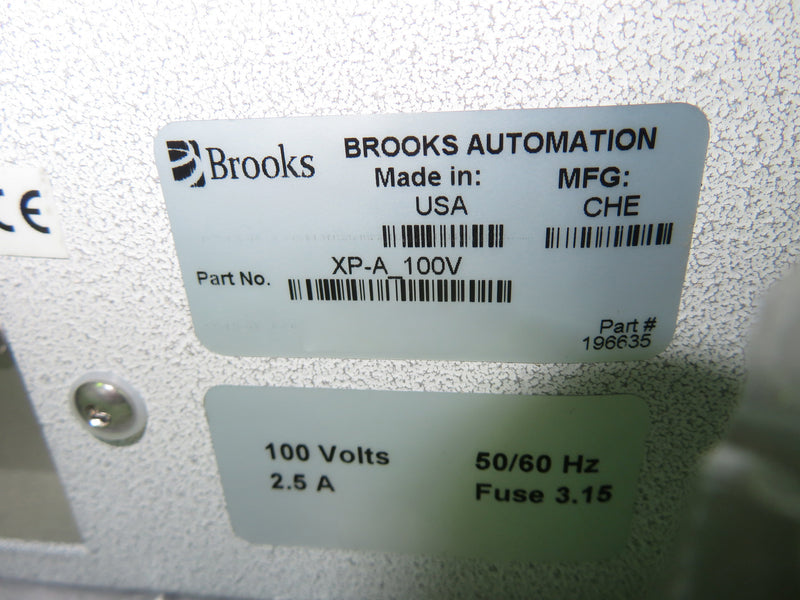 CE
Brooks
BROOKS AUTOMATION
Made in: MFG:
USA CHE
Part No. XP-A_100V
Part #
196635
100 Volts 50/60 Hz
2.5 A Fuse 3.15